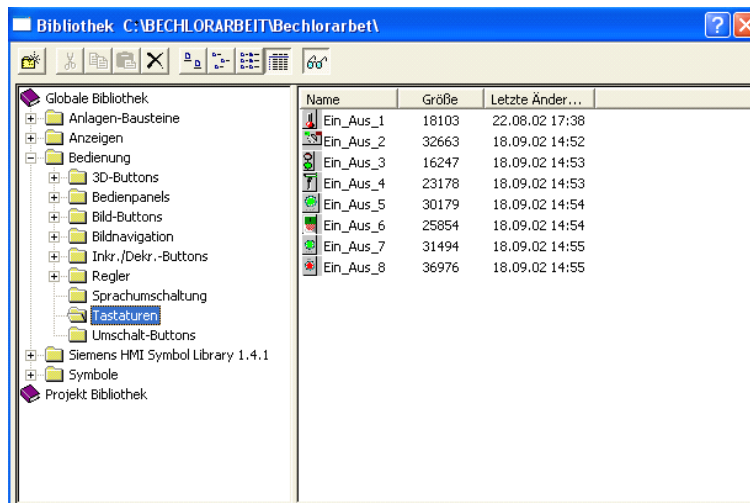 Bibliothek C:\BECHLORARBEIT\Bechlorarbet\
Globale Bibliothek
Anlagen-Bausteine
Anzeigen
Bedienung
3D-Buttons
Bedienpanels
Bild-Buttons
Bildnavigation
Inkr./Dekr.-Buttons
Regler
Sprachumschaltung
Tastaturen
Umschalt-Buttons
Siemens HMI Symbol Library 1.4.1
Symbole
Projekt Bibliothek
Name Größe Letzte Änder...
Ein_Aus_1 18103 22.08.02 17:38
Ein_Aus_2 32663 18.09.02 14:52
Ein_Aus_3 16247 18.09.02 14:53
Ein_Aus_4 23178 18.09.02 14:53
Ein_Aus_5 30179 18.09.02 14:54
Ein_Aus_6 25854 18.09.02 14:54
Ein_Aus_7 31494 18.09.02 14:55
Ein_Aus_8 36976 18.09.02 14:55